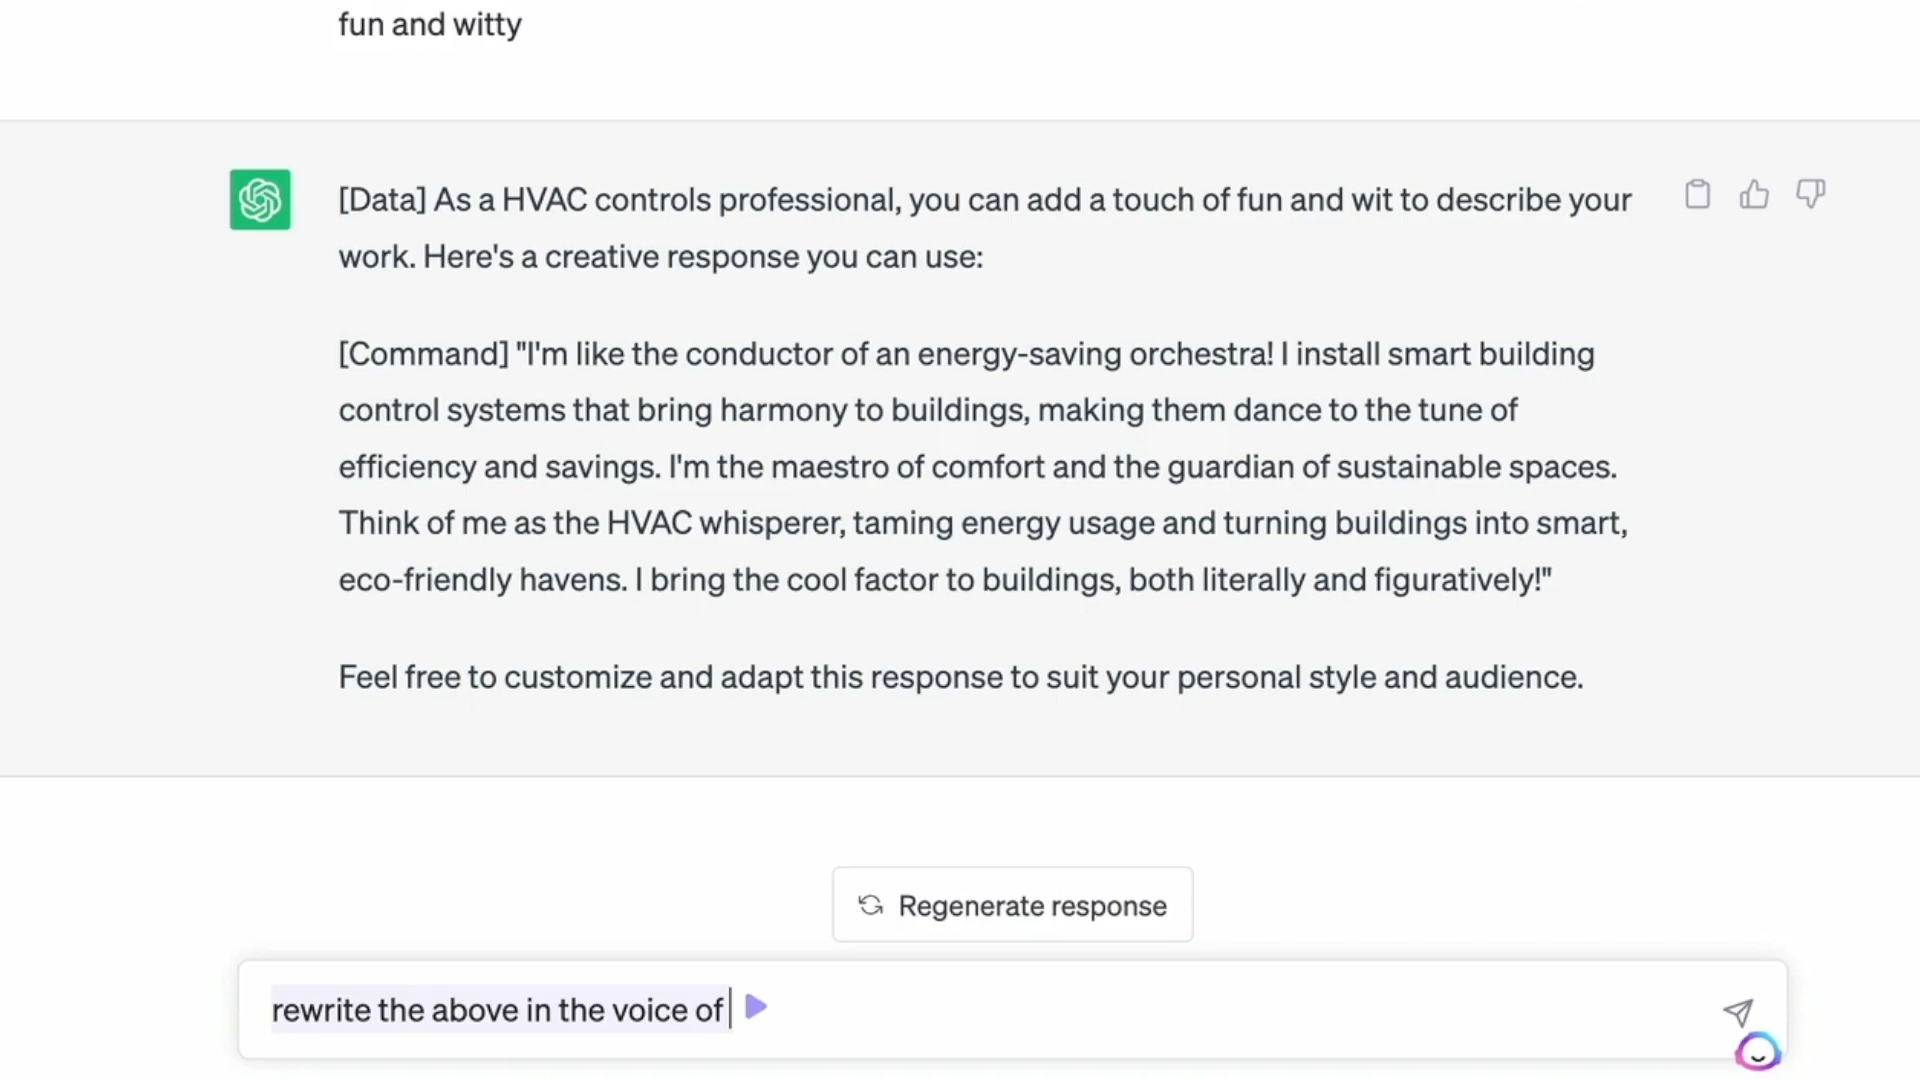 fun and witty
[Data] As a HVAC controls professional, you can add a touch of fun and wit to describe your
work. Here's a creative response you can use:
[Command] "I'm like the conductor of an energy-saving orchestra! I install smart building
control systems that bring harmony to buildings, making them dance to the tune of
efficiency and savings. I'm the maestro of comfort and the guardian of sustainable spaces.
Think of me as the HVAC whisperer, taming energy usage and turning buildings into smart,
eco-friendly havens. I bring the cool factor to buildings, both literally and figuratively!"
Feel free to customize and adapt this response to suit your personal style and audience.
Regenerate response
rewrite the above in the voice of